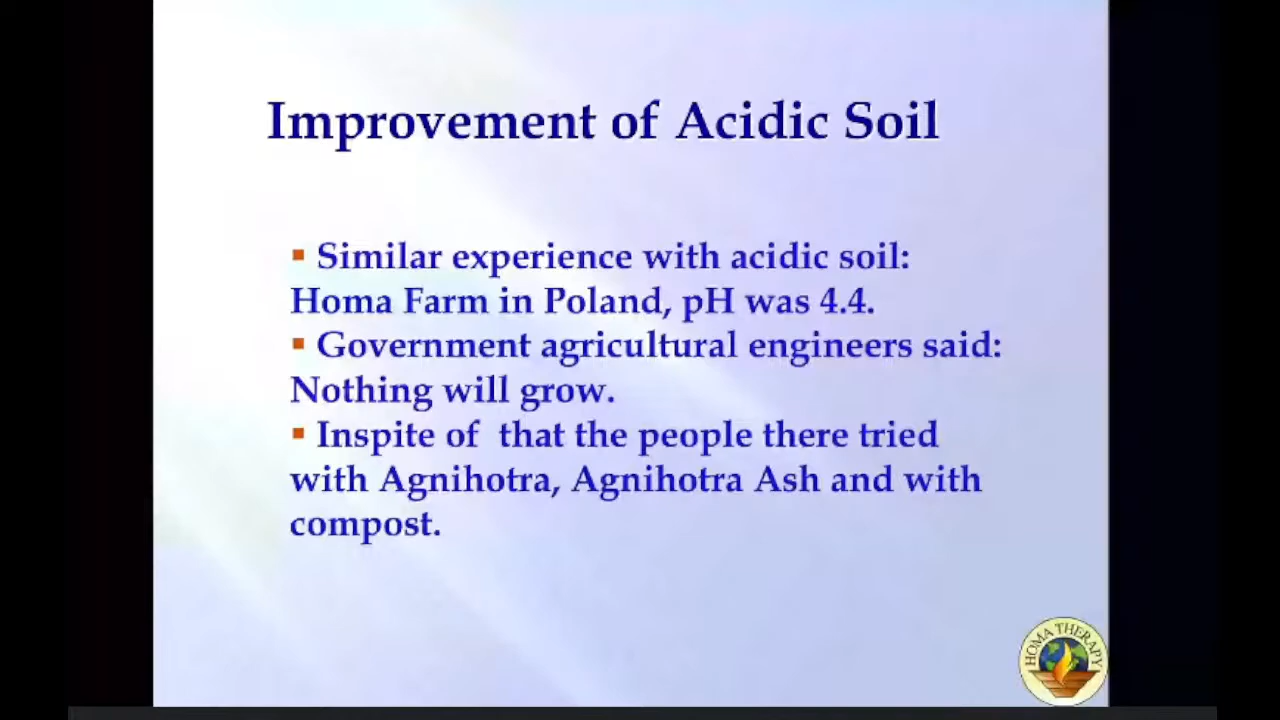 Improvement of Acidic Soil
▪ Similar experience with acidic soil:
Homa Farm in Poland, pH was 4.4.
▪ Government agricultural engineers said:
Nothing will grow.
▪ Inspite of  that the people there tried
with Agnihotra, Agnihotra Ash and with
compost.
HOMA THERAPY